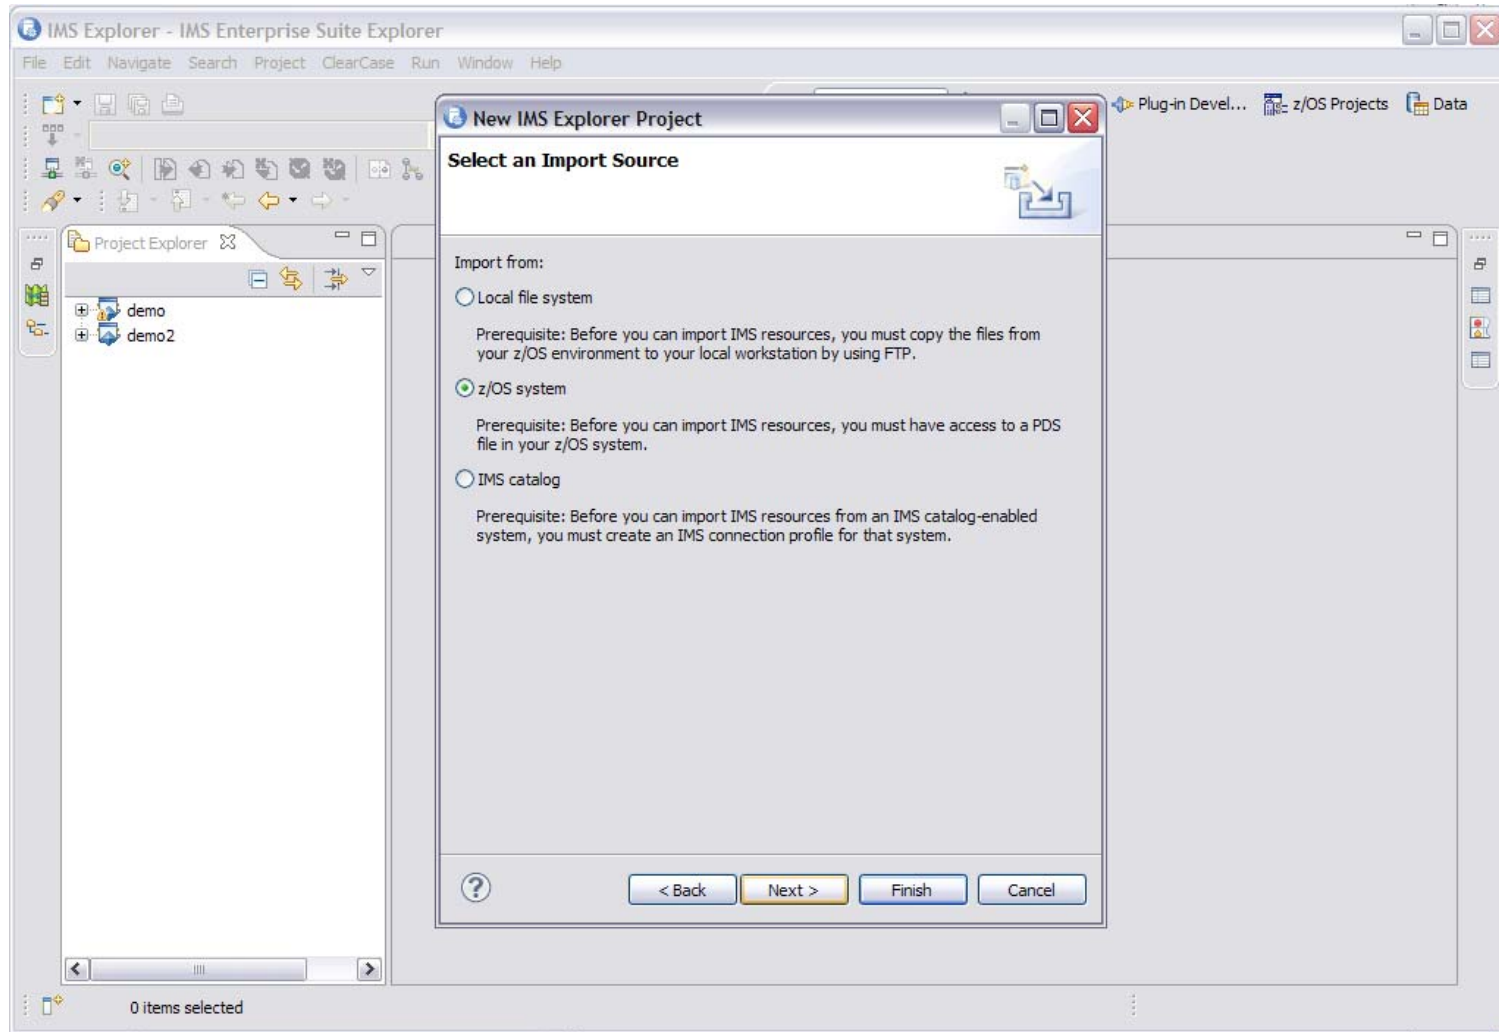 IMS Explorer - IMS Enterprise Suite Explorer
File Edit Navigate Search Project ClearCase Run Window Help
Plug-in Devel... z/OS Projects Data
New IMS Explorer Project
Select an Import Source
Project Explorer
demo
demo2
Import from:
Local file system
Prerequisite: Before you can import IMS resources, you must copy the files from
your z/OS environment to your local workstation by using FTP.
z/OS system
Prerequisite: Before you can import IMS resources, you must have access to a PDS
file in your z/OS system.
IMS catalog
Prerequisite: Before you can import IMS resources from an IMS catalog-enabled
system, you must create an IMS connection profile for that system.
< Back Next > Finish Cancel
0 items selected